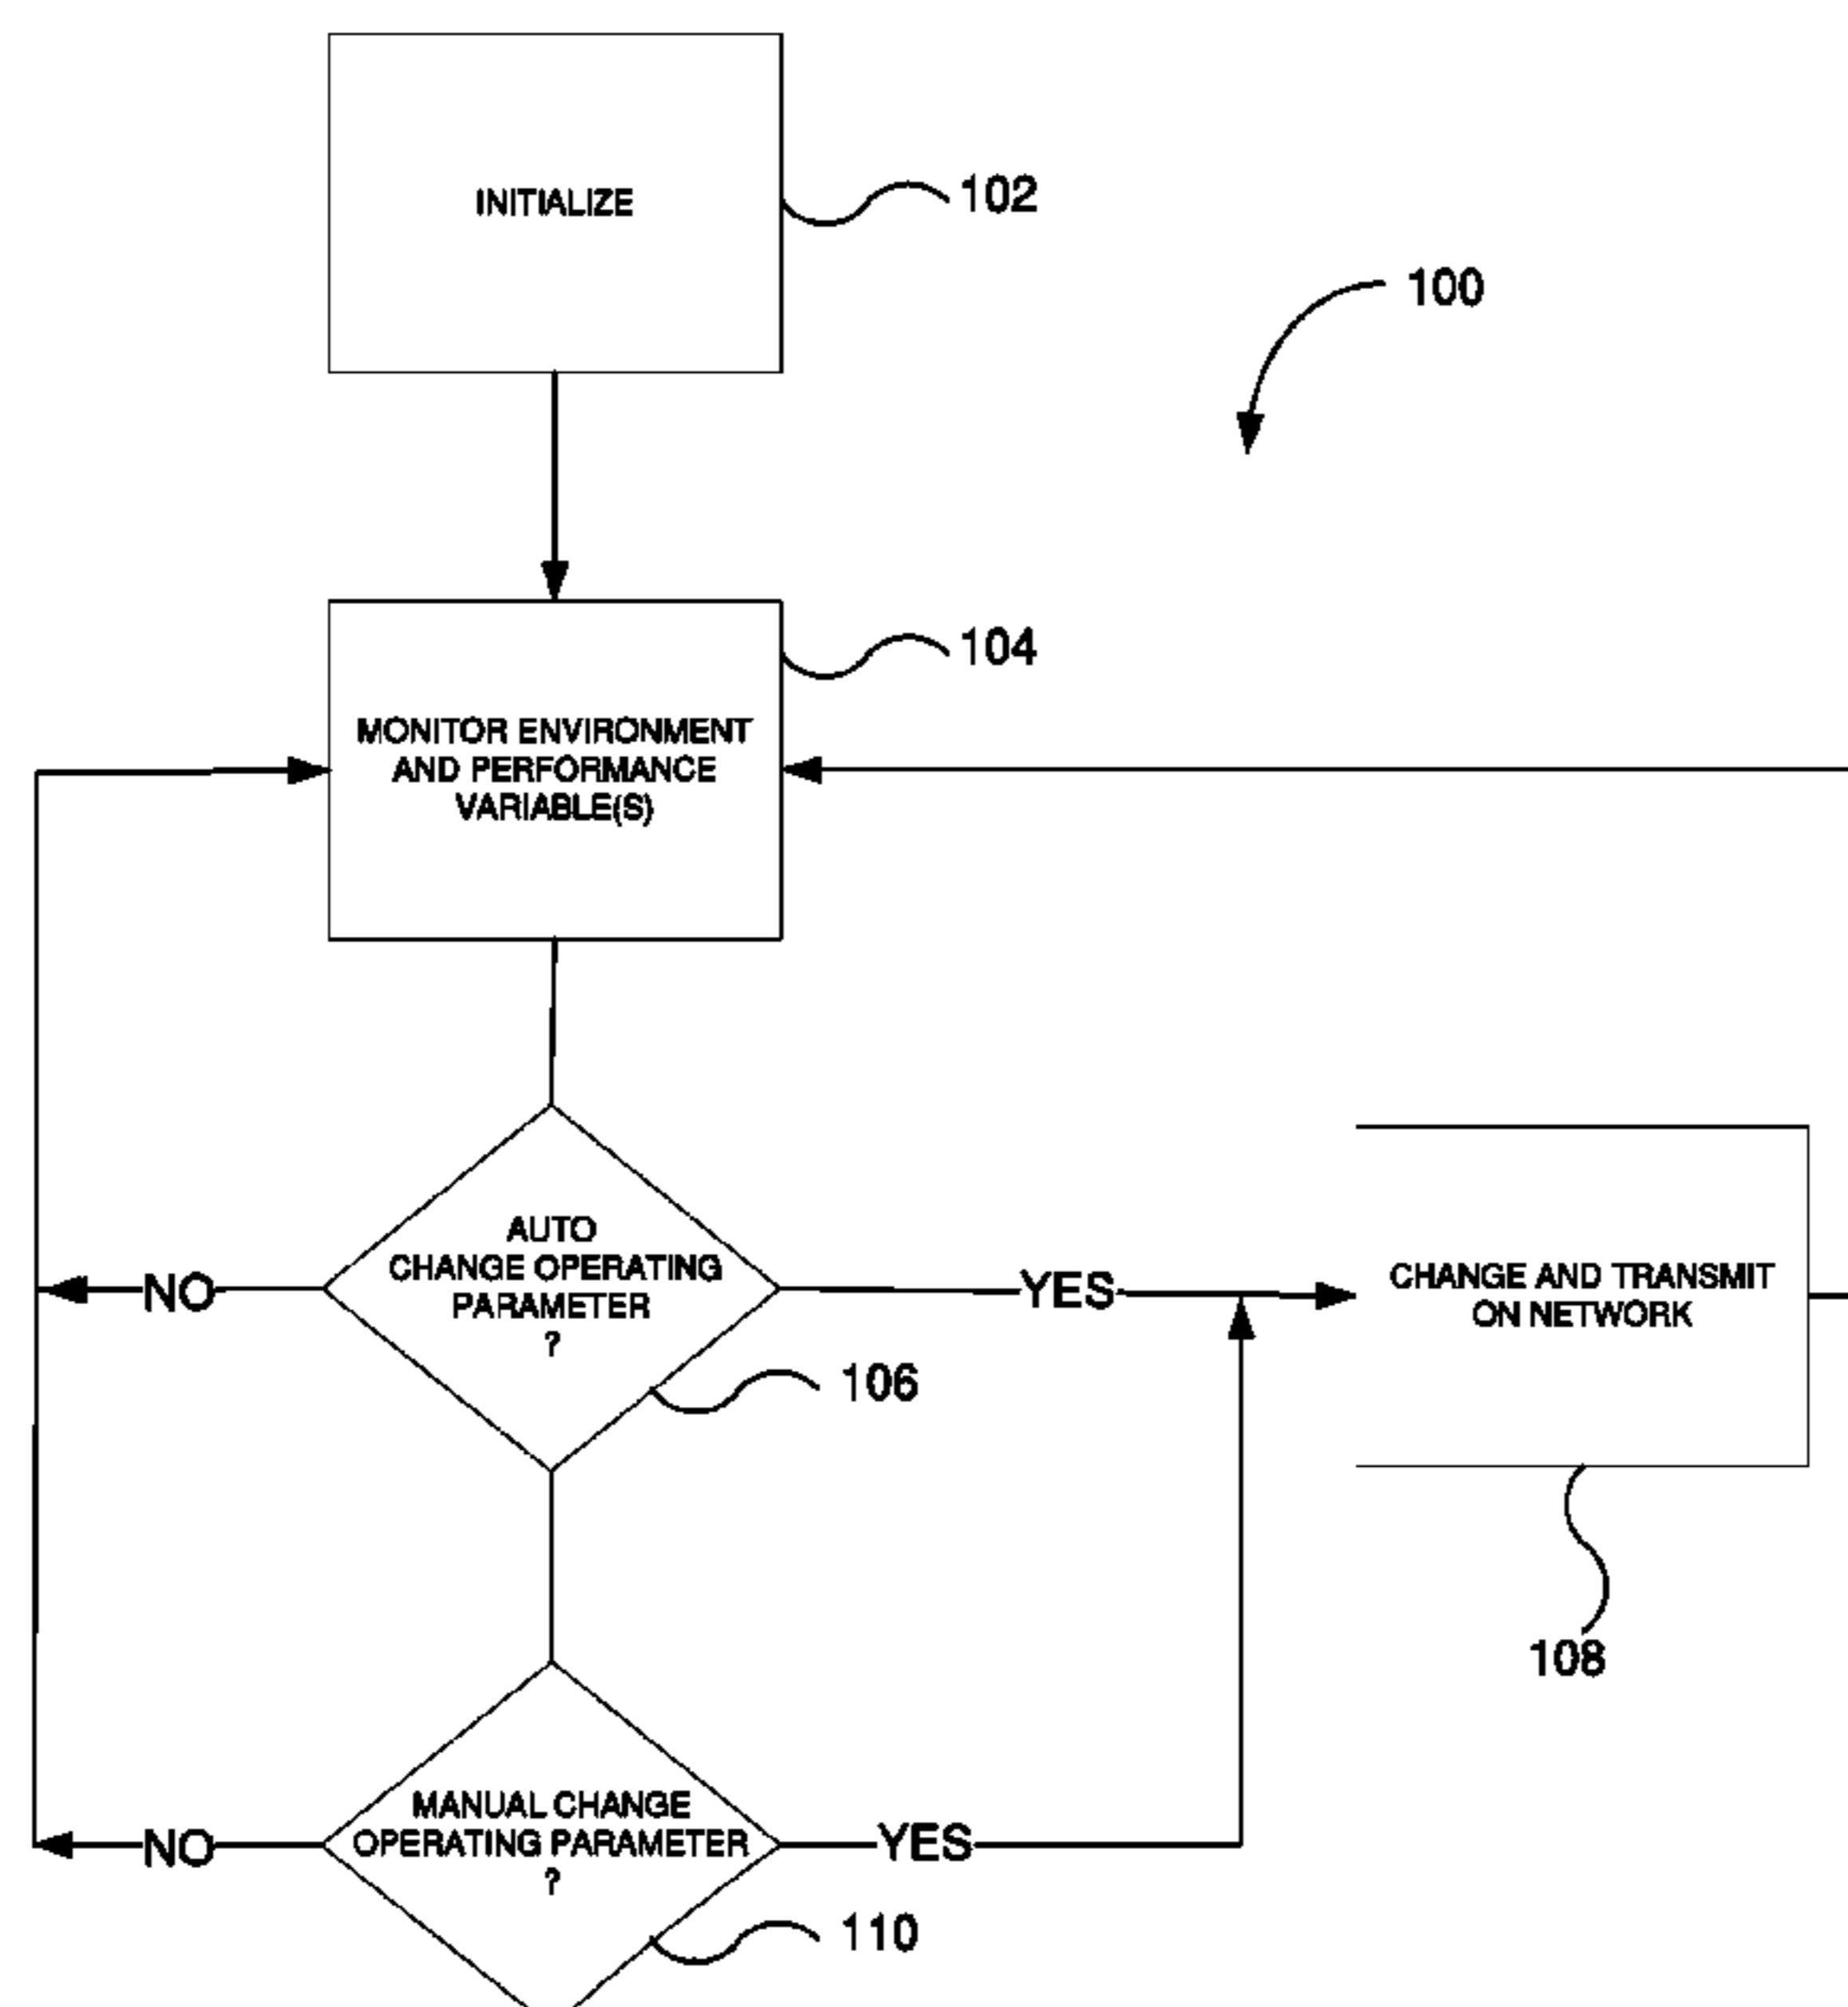 INITIALIZE
102
100
104
MONITOR ENVIRONMENT
AND PERFORMANCE
VARIABLE(S)
AUTO
CHANGE OPERATING
PARAMETER
?
NO
YES
CHANGE AND TRANSMIT
ON NETWORK
106
108
MANUAL CHANGE
OPERATING PARAMETER
?
NO
YES
110